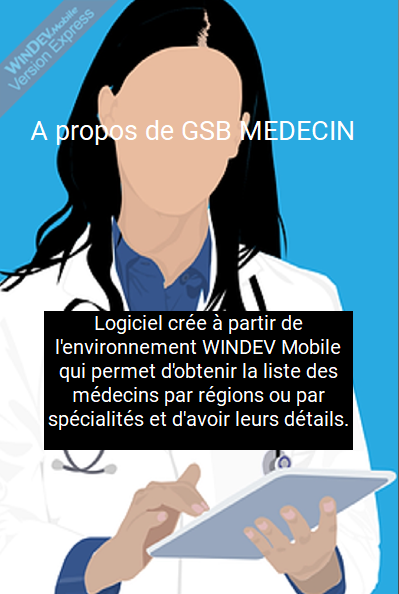 WINDEV Mobile
Version Express
A propos de GSB MEDECIN
Logiciel crée à partir de
l'environnement WINDEV Mobile
qui permet d'obtenir la liste des
médecins par régions ou par
spécialités et d'avoir leurs détails.